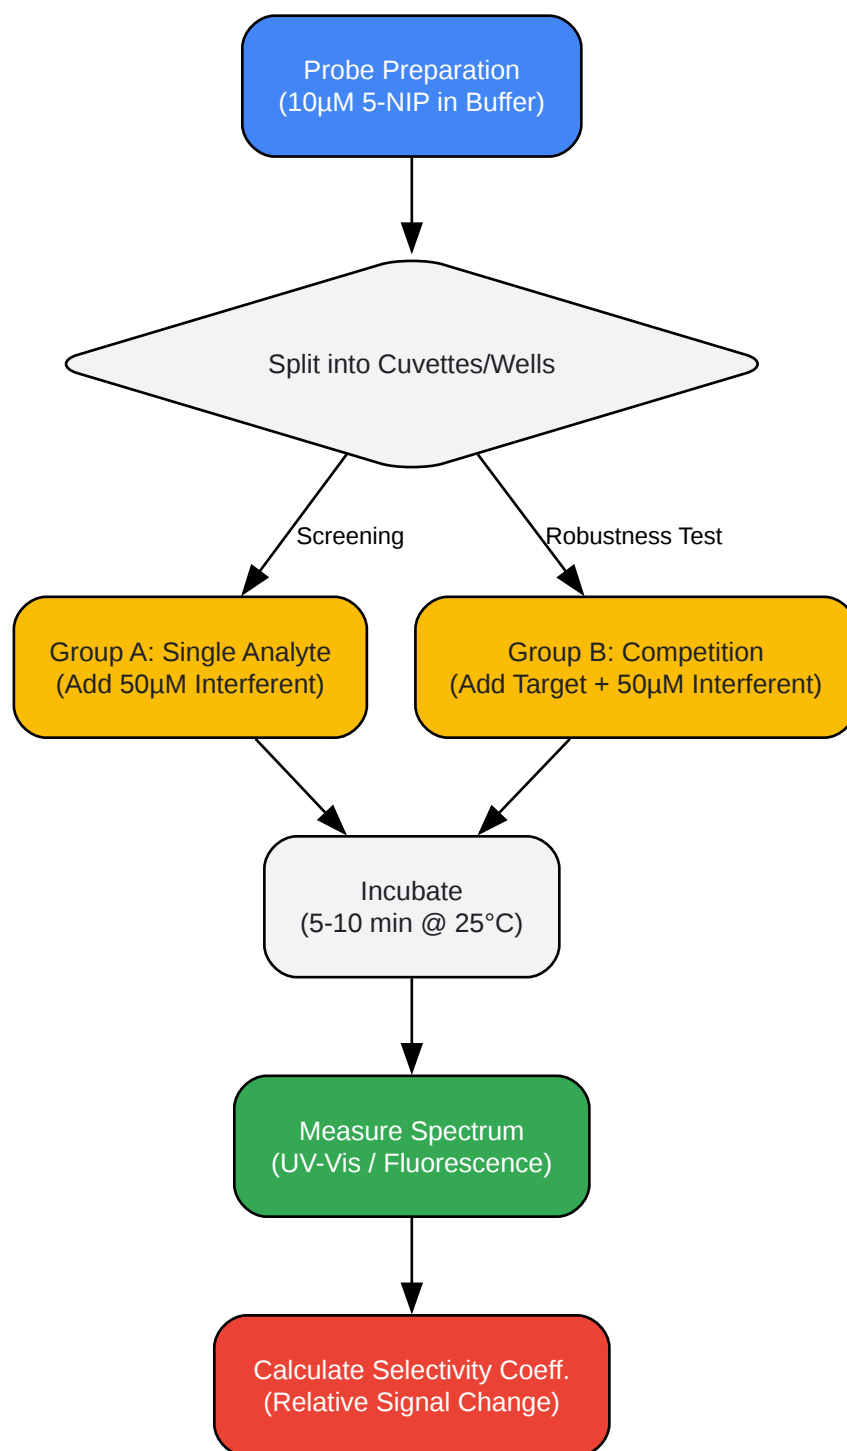 Probe Preparation
(10µM 5-NIP in Buffer)
Split into Cuvettes/Wells
Screening
Robustness Test
Group A: Single Analyte
(Add 50µM Interferent)
Group B: Competition
(Add Target + 50µM Interferent)
Incubate
(5-10 min @ 25°C)
Measure Spectrum
(UV-Vis / Fluorescence)
Calculate Selectivity Coeff.
(Relative Signal Change)